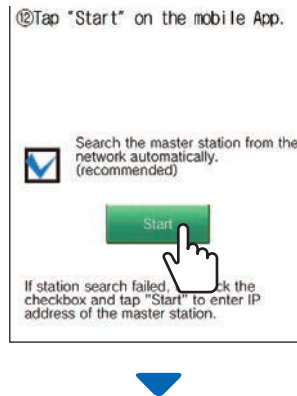 ⑫Tap "Start" on the mobile App.
Search the master station from the
network automatically.
(recommended)
Start
If station search failed, ck the
checkbox and tap "Start" to enter IP
address of the master station.